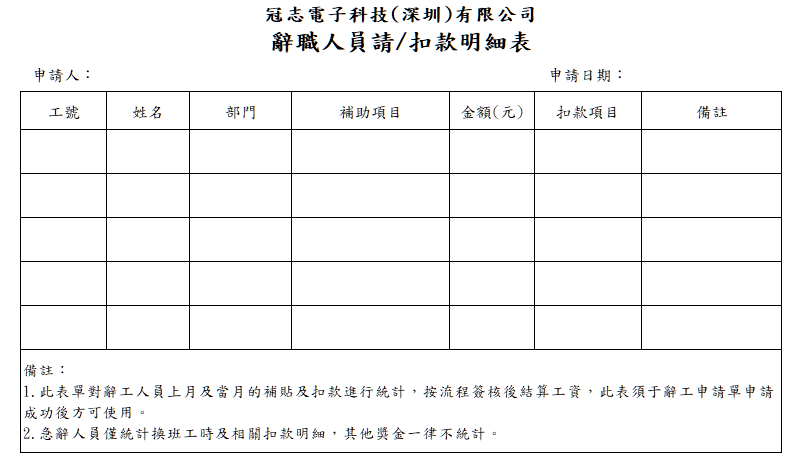 冠志電子科技(深圳)有限公司
辭職人員請/扣款明細表
申請人： 申請日期：
工號 姓名 部門 補助項目 金額(元) 扣款項目 備註
備註：
1.此表單對辭工人員上月及當月的補貼及扣款進行統計，按流程簽核後結算工資，此表須于辭工申請單申請
成功後方可使用。
2.急辭人員僅統計換班工時及相關扣款明細，其他獎金一律不統計。